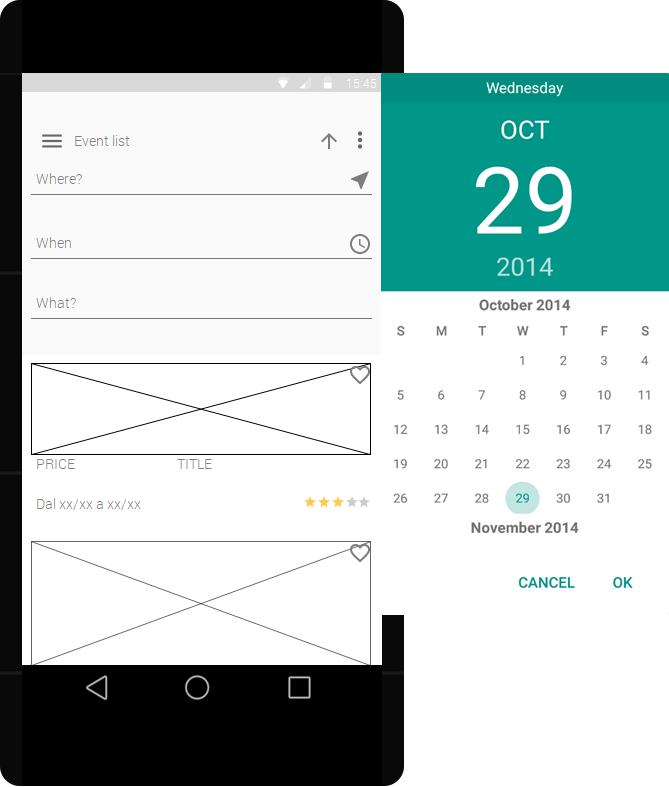 15:45
Event list
Where?
When
What?
PRICE TITLE
Dal xx/xx a xx/xx
Wednesday
OCT
29
2014
October 2014
S M T W T F S
1 2 3 4
5 6 7 8 9 10 11
12 13 14 15 16 17 18
19 20 21 22 23 24 25
26 27 28 29 30 31
November 2014
CANCEL OK